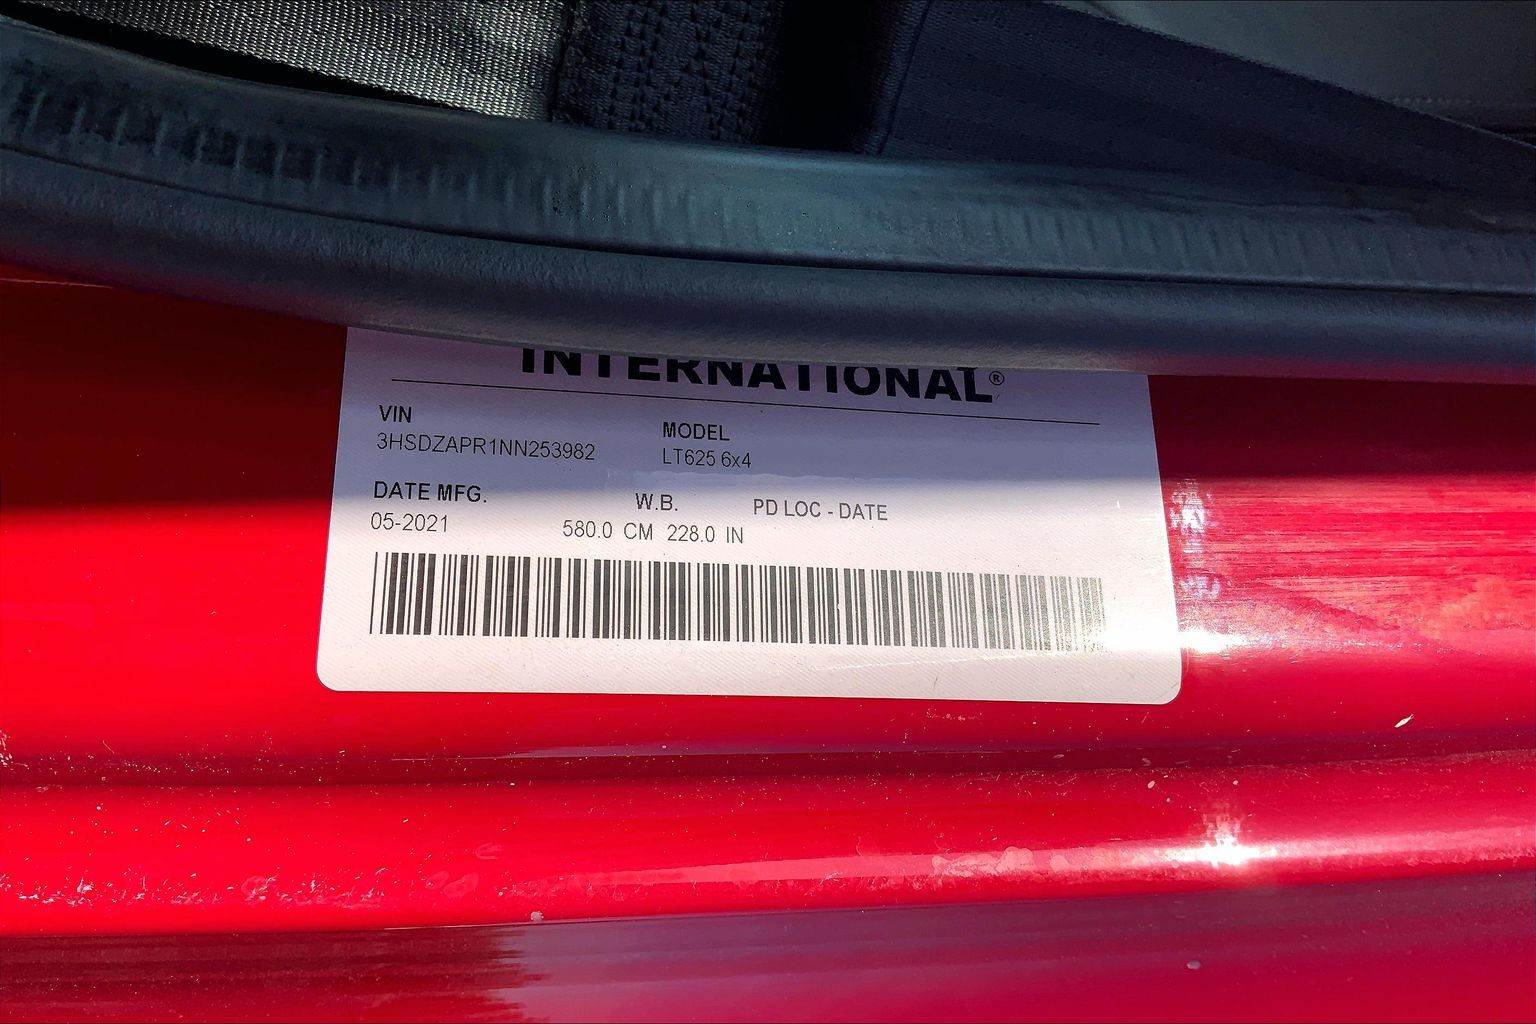 INTERNATIONAL®
VIN
3HSDZAPR1NN253982
MODEL
LT625 6x4
DATE MFG.
05-2021
W.B.
580.0 CM 228.0 IN
PD LOC - DATE